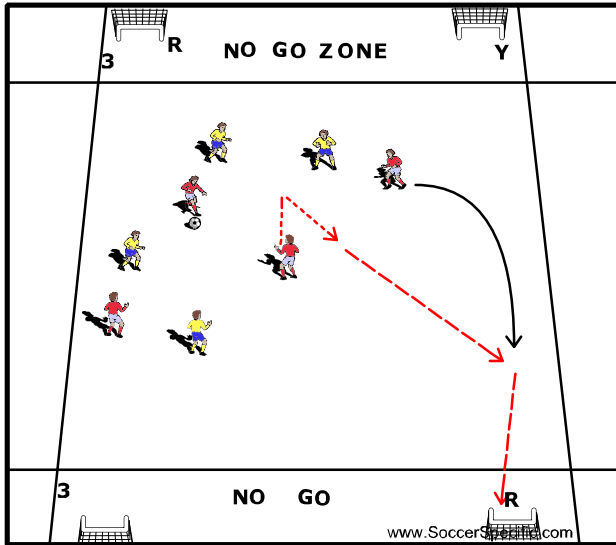 R NO GO ZONE Y
3
3
NO GO R
www.SoccerSpecific.com